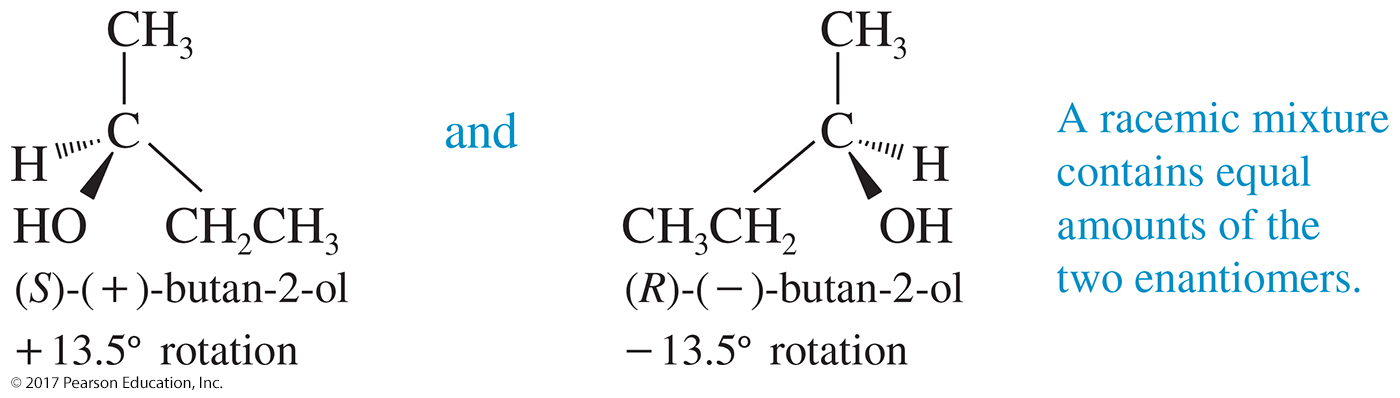 CH₃ CH₃
C and C A racemic mixture
H H contains equal
HO CH₂CH₃ CH₃CH₂ OH amounts of the
(S)-(+)-butan-2-ol (R)-(−)-butan-2-ol two enantiomers.
+13.5° rotation −13.5° rotation
© 2017 Pearson Education, Inc.